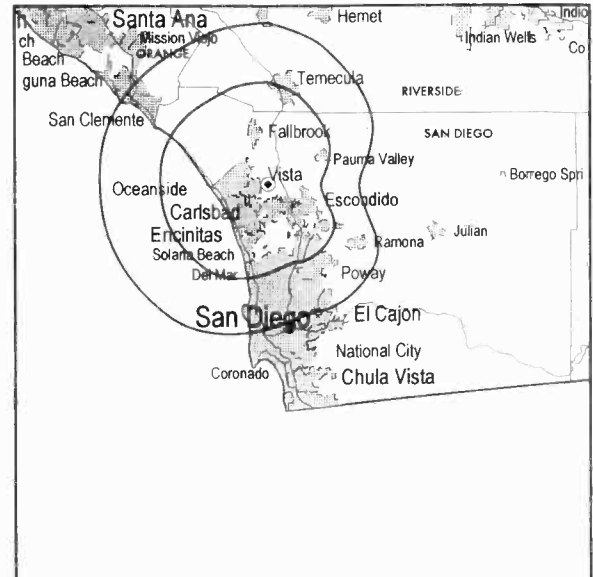 Santa Ana
Hemet
Indio
ch
Mission Viejo
Indian Wells
Beach
ORANGE
Co
guna Beach
Temecula
RIVERSIDE
San Clemente
Fallbrook
SAN DIEGO
Pauma Valley
Vista
Borrego Spri
Oceanside
Escondido
Carlsbad
Encinitas
Ramona
Julian
Solana Beach
Del Mar
Poway
San Diego
El Cajon
National City
Coronado
Chula Vista